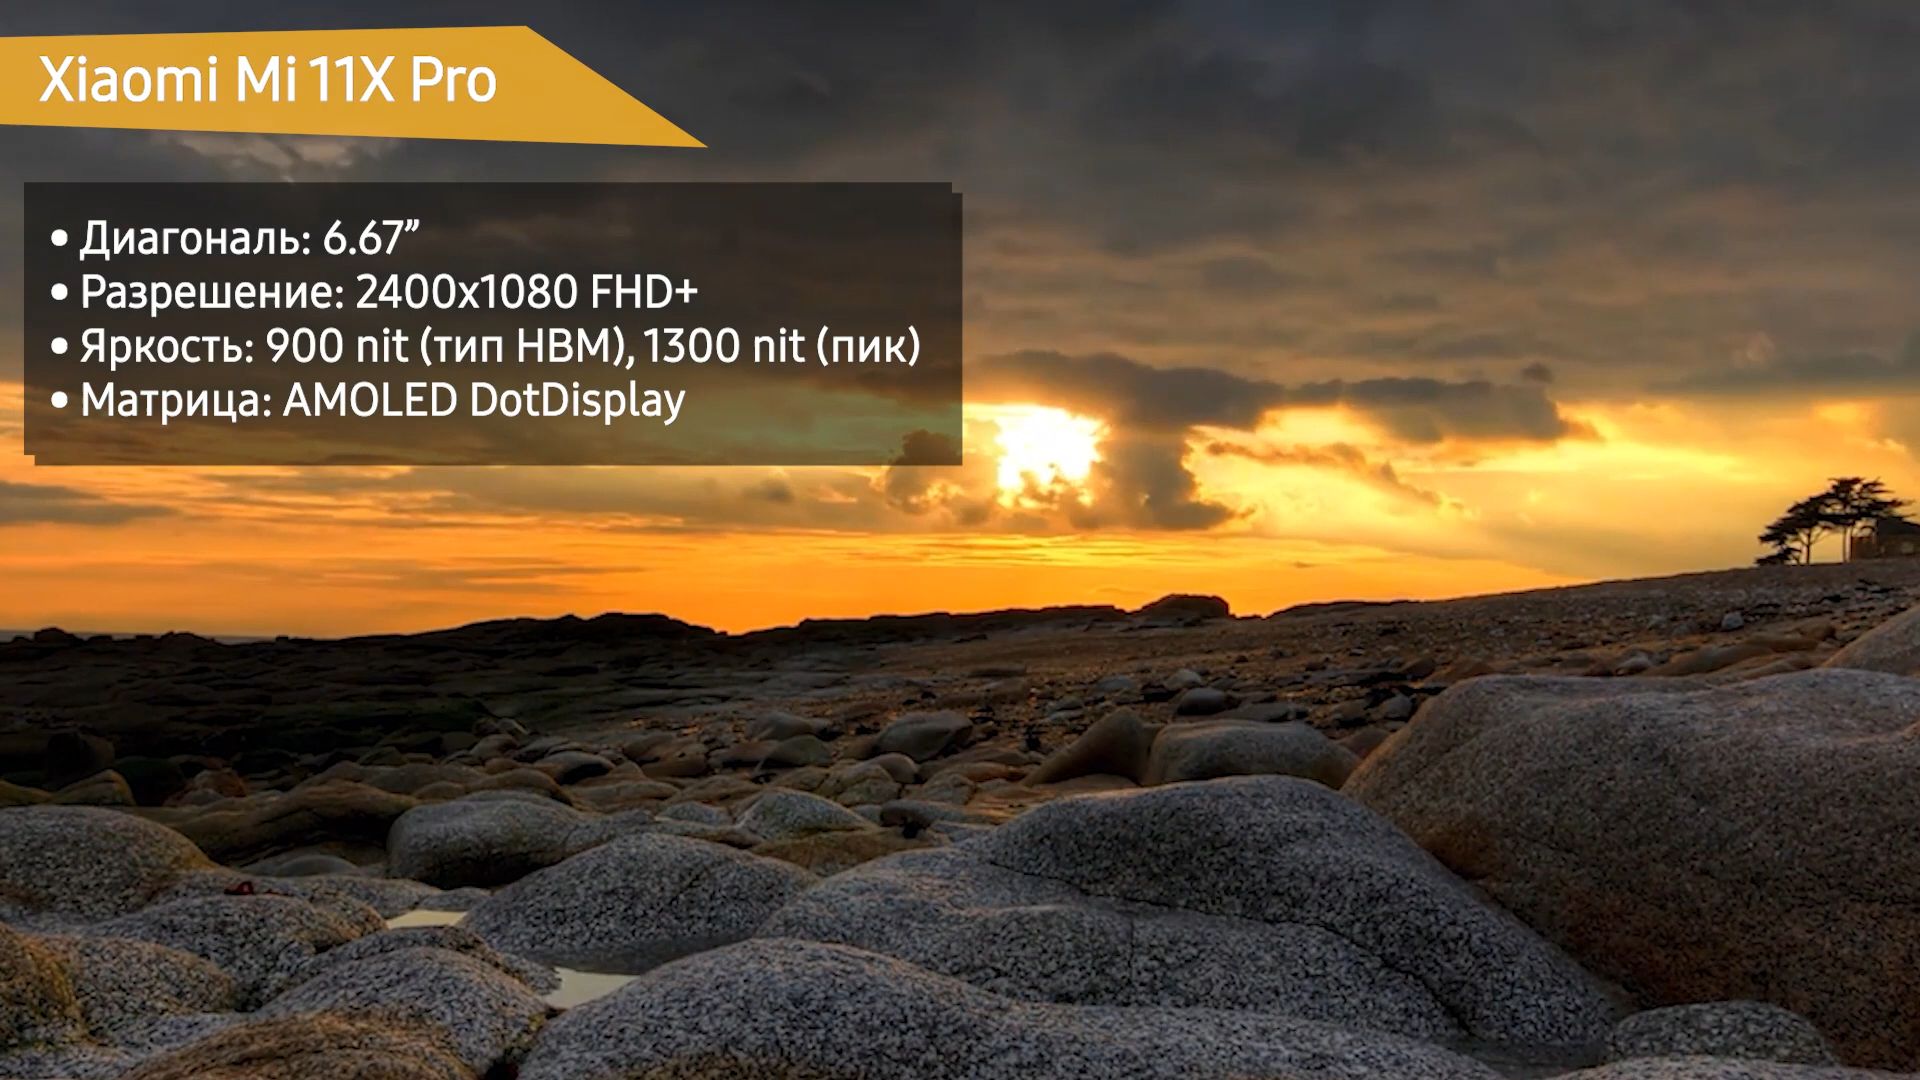 Xiaomi Mi 11X Pro
• Диагональ: 6.67”
• Разрешение: 2400x1080 FHD+
• Яркость: 900 nit (тип HBM), 1300 nit (пик)
• Матрица: AMOLED DotDisplay